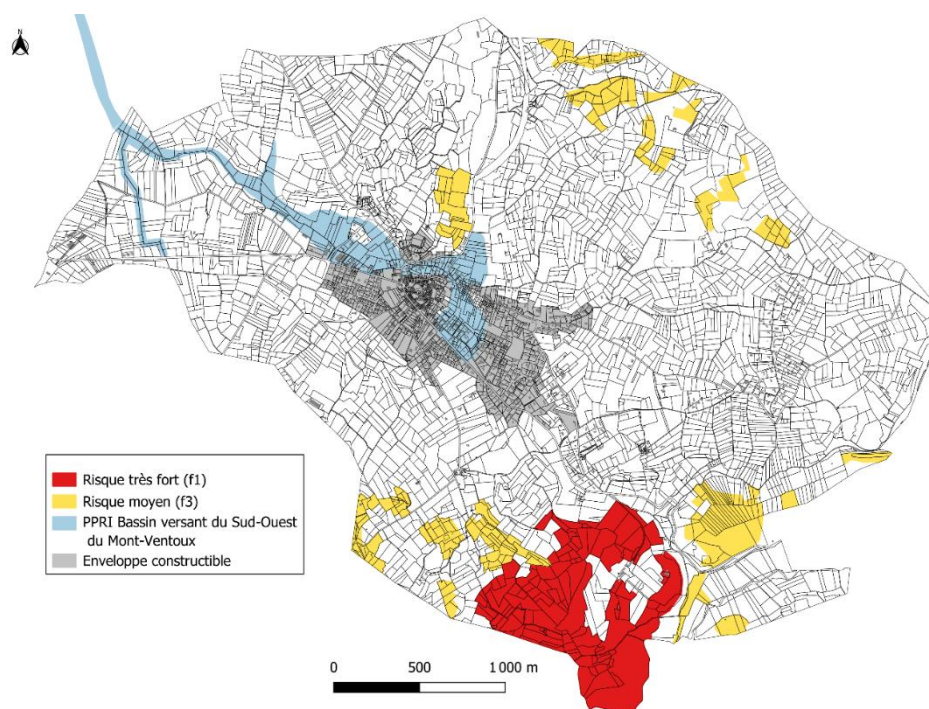 N
Risque très fort (f1)
Risque moyen (f3)
PPRI Bassin versant du Sud-Ouest
du Mont-Ventoux
Enveloppe constructible
0 500 1 000 m